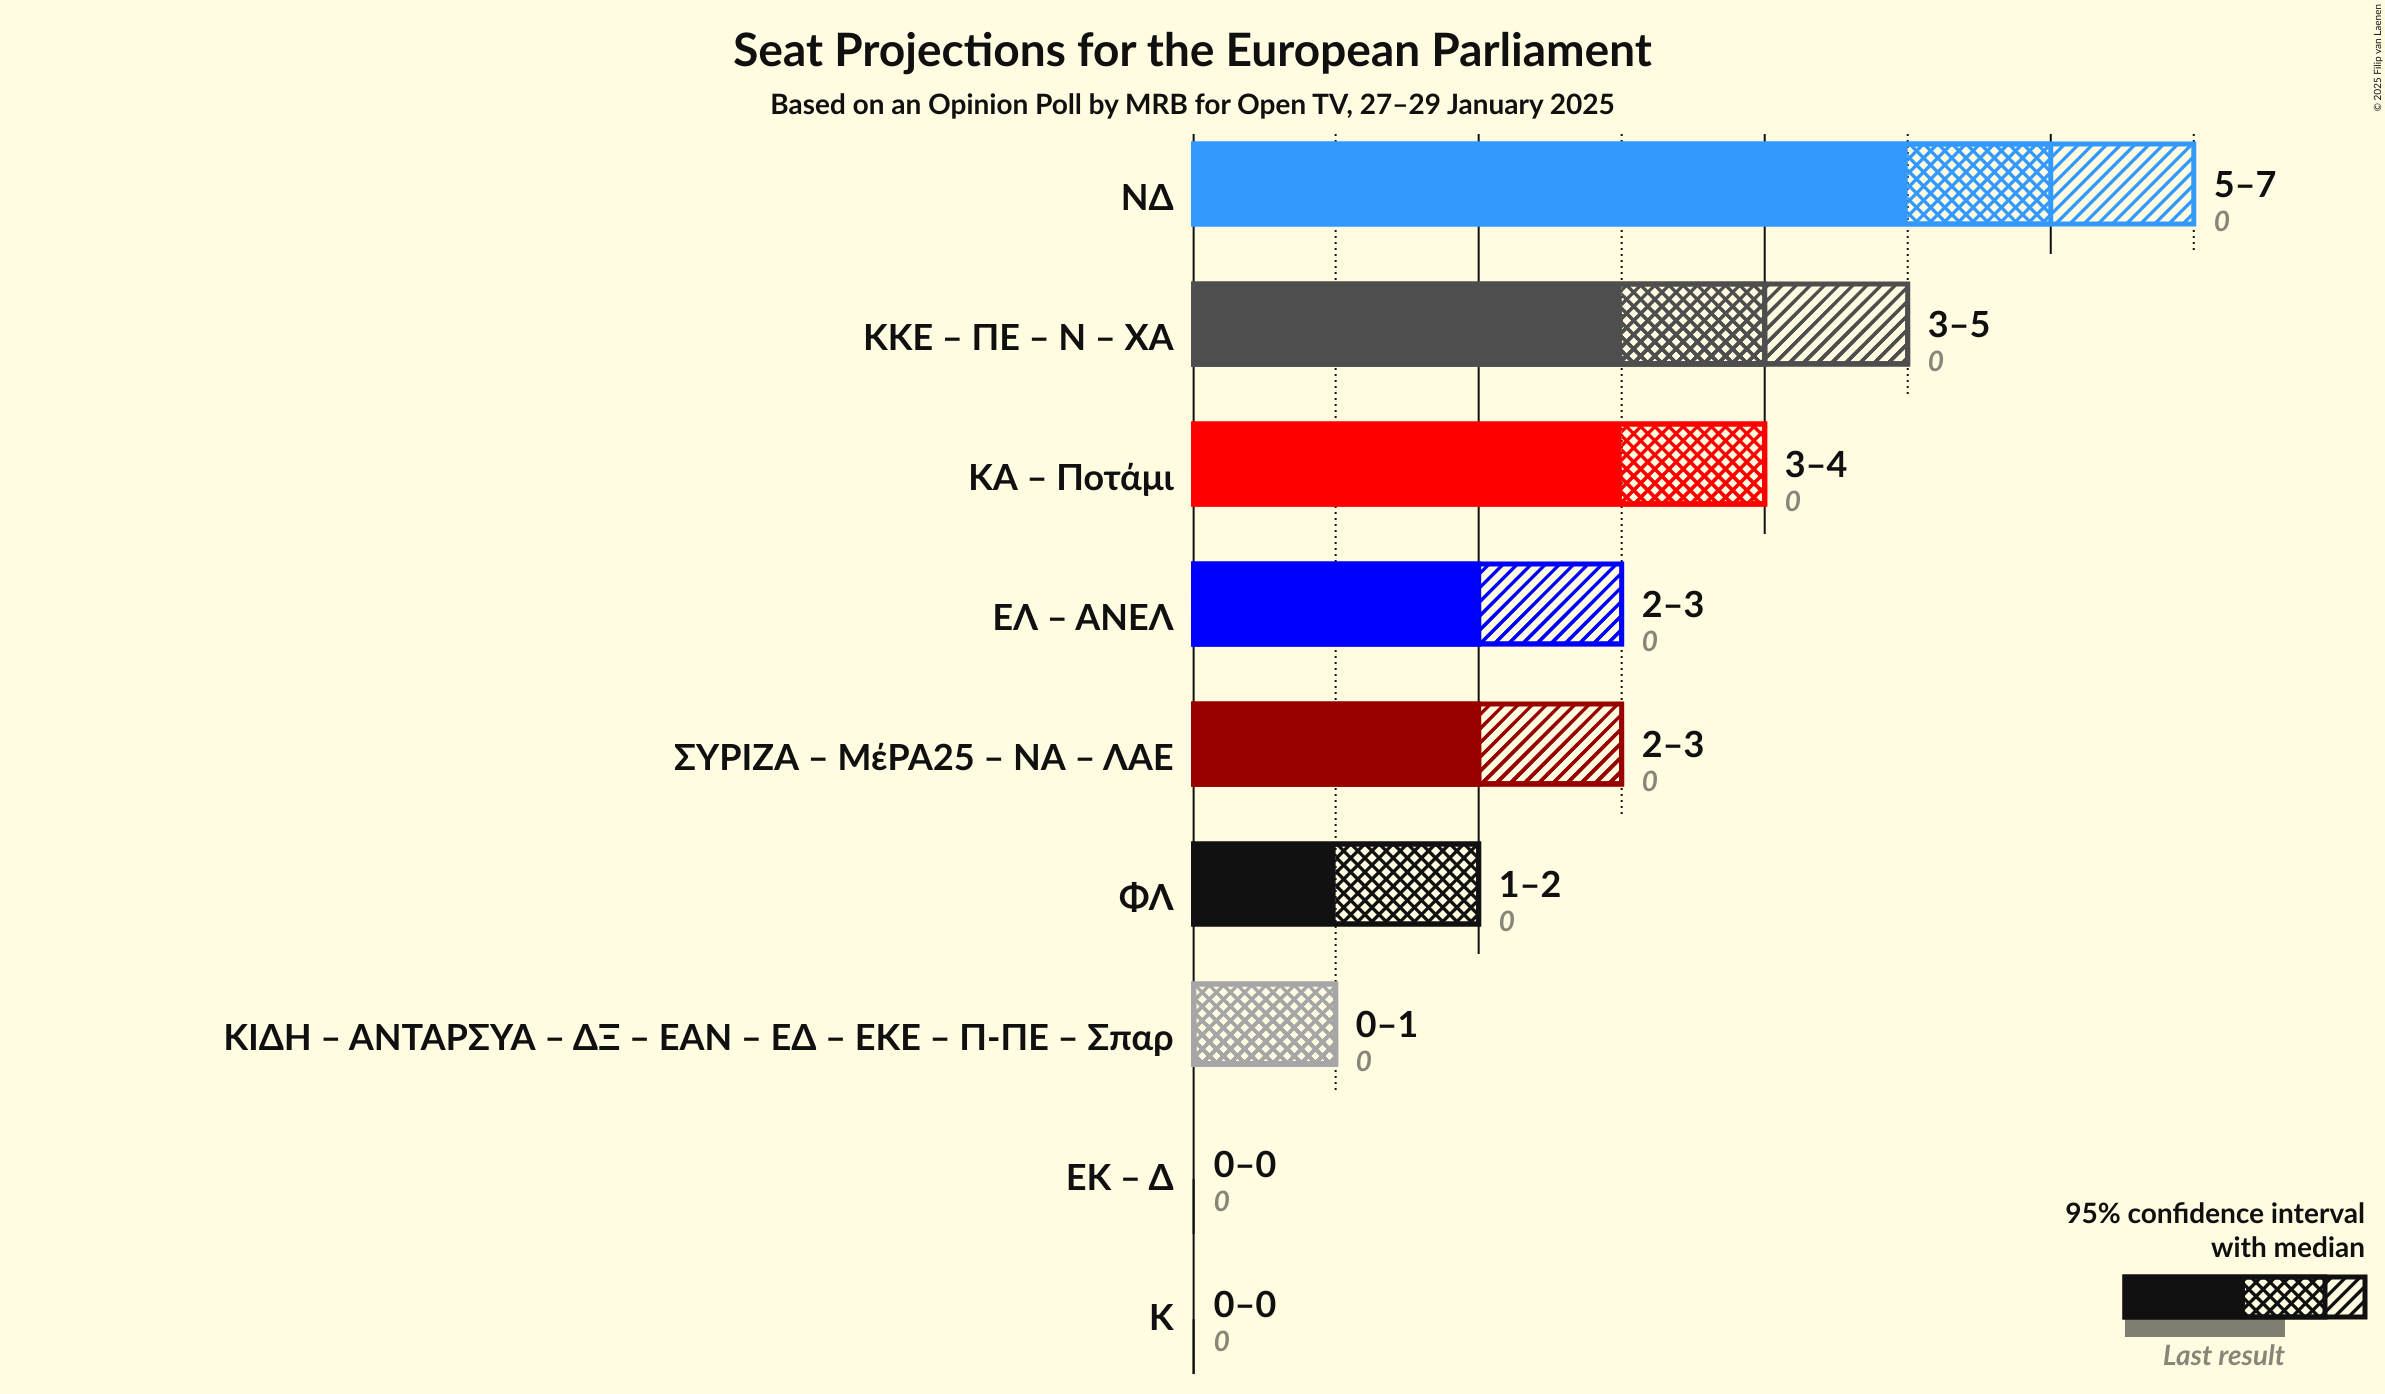 © 2025 Filip van Laenen
Seat Projections for the European Parliament
Based on an Opinion Poll by MRB for Open TV, 27–29 January 2025
ΝΔ
5–7
0
ΚΚΕ – ΠΕ – Ν – ΧΑ
3–5
0
ΚΑ – Ποτάμι
3–4
0
ΕΛ – ΑΝΕΛ
2–3
0
ΣΥΡΙΖΑ – ΜέΡΑ25 – ΝΑ – ΛΑΕ
2–3
0
ΦΛ
1–2
0
ΚΙΔΗ – ΑΝΤΑΡΣΥΑ – ΔΞ – ΕΑΝ – ΕΔ – ΕΚΕ – Π-ΠΕ – Σπαρ
0–1
0
ΕΚ – Δ
0–0
0
Κ
0–0
0
95% confidence interval
with median
Last result